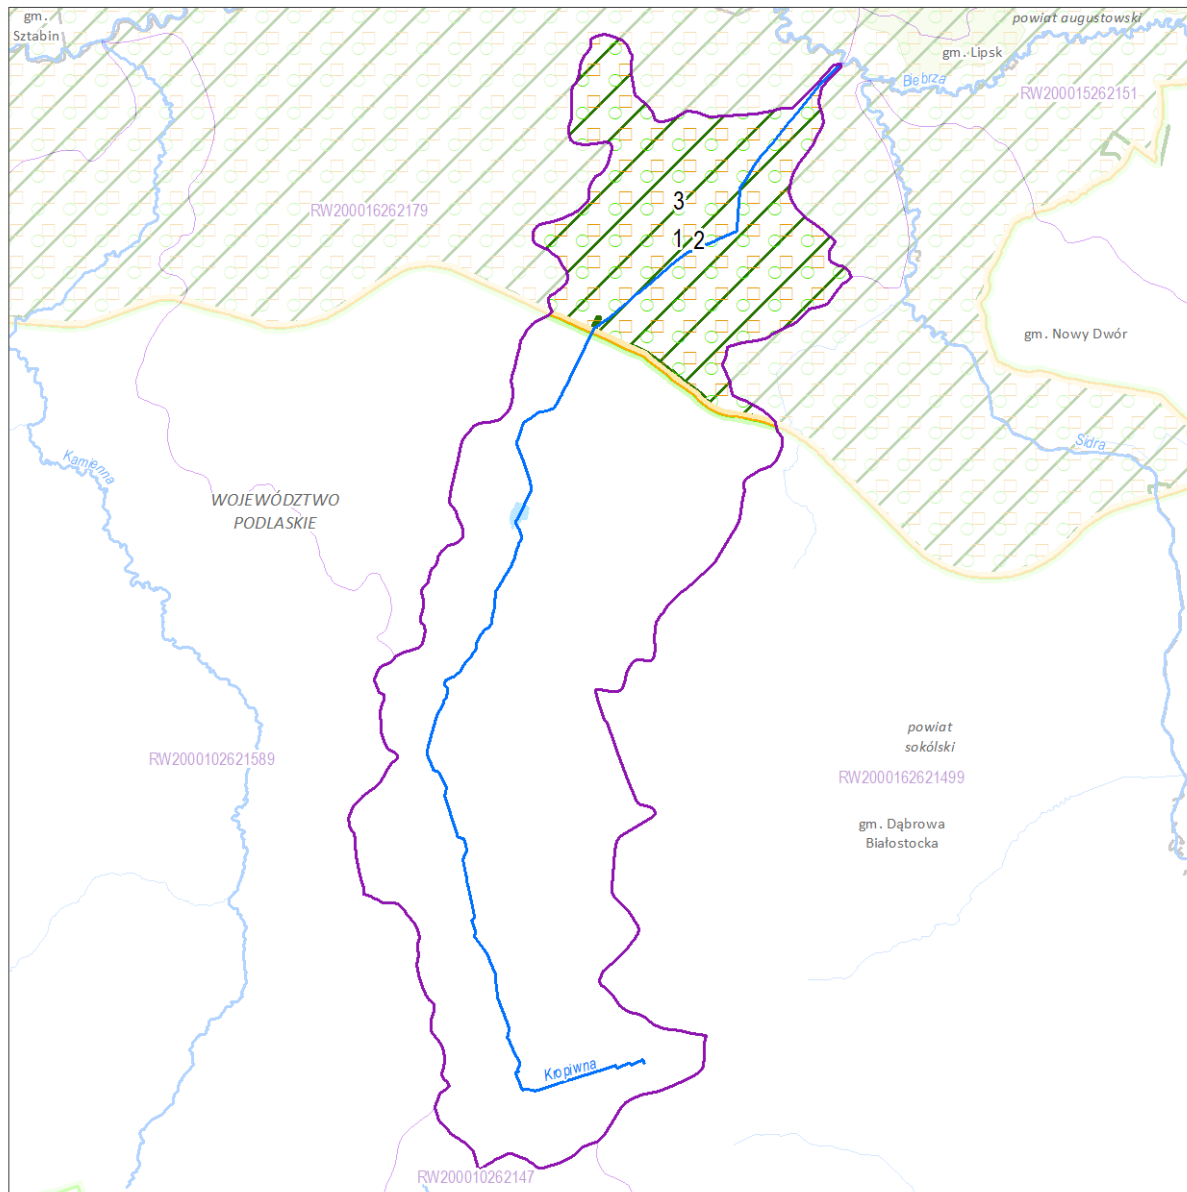 gm.
Sztabin
powiat augustowski
gm. Lipsk
Biebrza
RW200015262151
RW200016262179
3
1 2
gm. Nowy Dwór
Sidra
Kamienna
WOJEWÓDZTWO
PODLASKIE
powiat
sokólski
RW2000102621589
RW2000162621499
gm. Dąbrowa
Białostocka
Kropiwna
RW200010262147